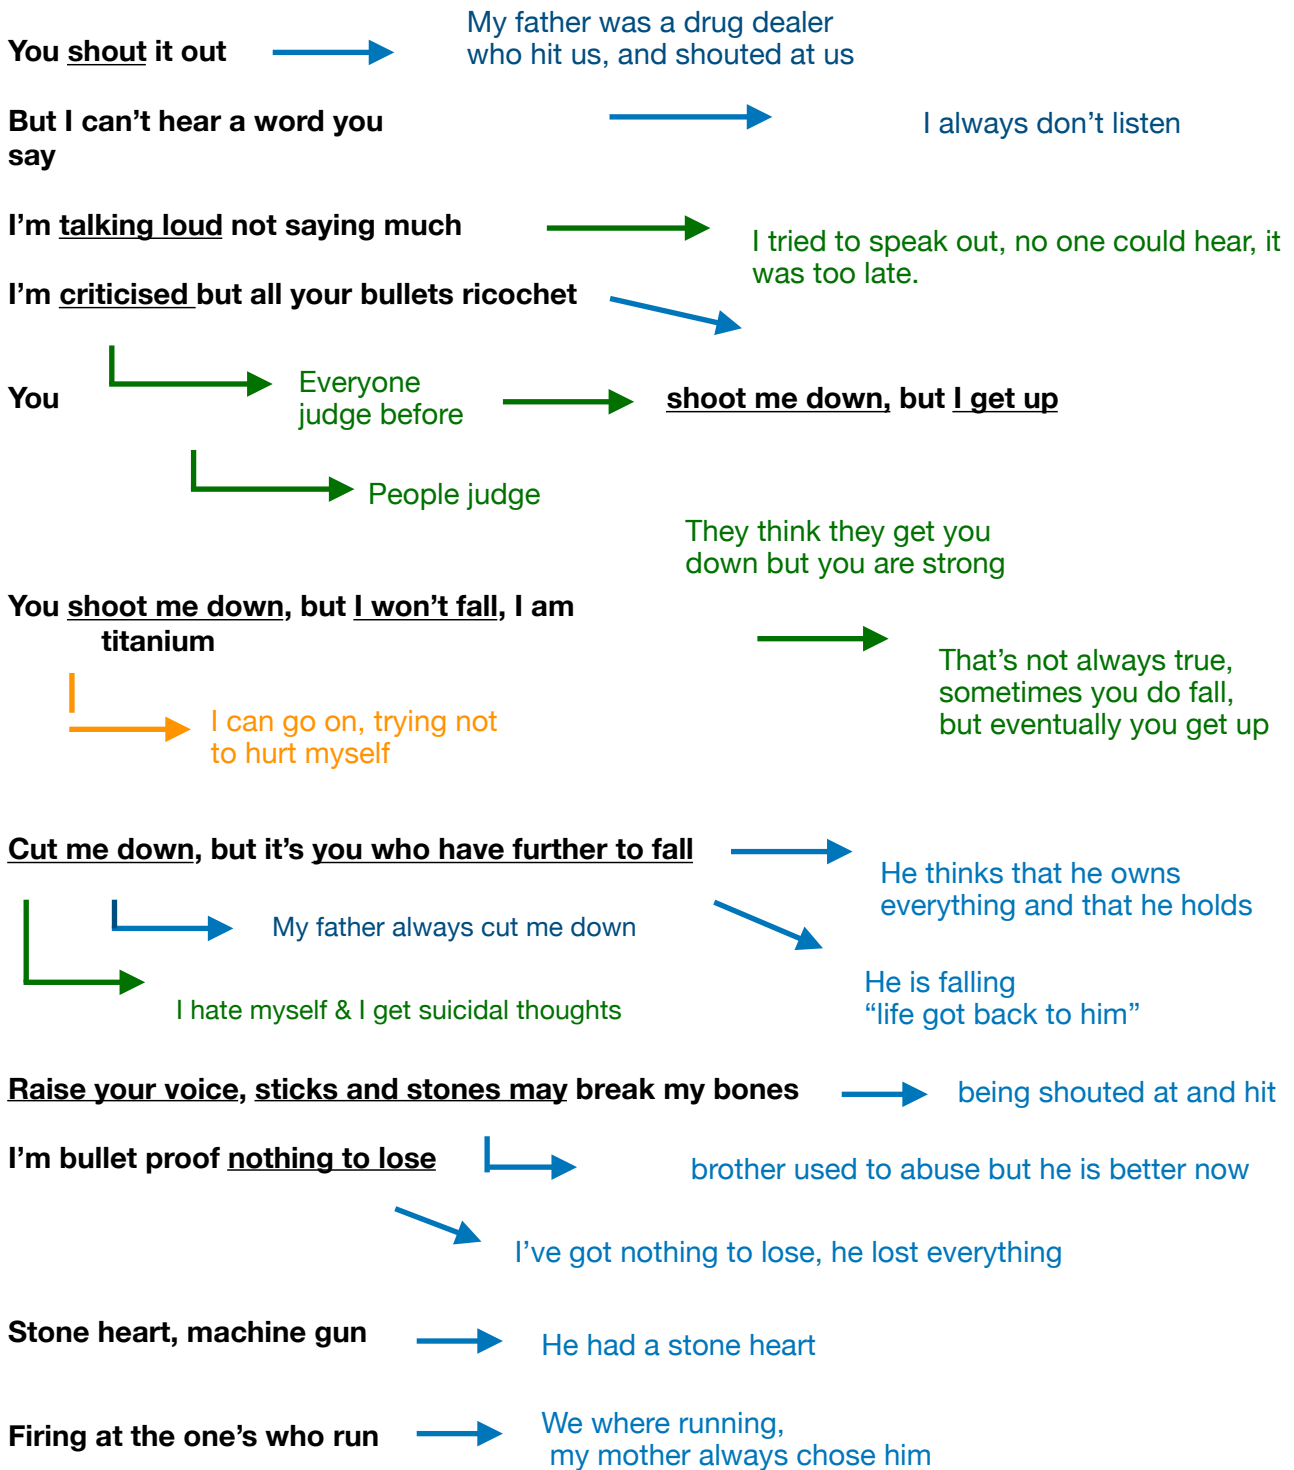 You shout it out
My father was a drug dealer
who hit us, and shouted at us
But I can't hear a word you
say
I always don't listen
I'm talking loud not saying much
I tried to speak out, no one could hear, it
was too late.
I'm criticised but all your bullets ricochet
Everyone
judge before
You
shoot me down, but I get up
People judge
They think they get you
down but you are strong
You shoot me down, but I won't fall, I am
titanium
That's not always true,
sometimes you do fall,
but eventually you get up
I can go on, trying not
to hurt myself
Cut me down, but it's you who have further to fall
He thinks that he owns
everything and that he holds
My father always cut me down
He is falling
"life got back to him"
I hate myself & I get suicidal thoughts
Raise your voice, sticks and stones may break my bones
being shouted at and hit
I'm bullet proof nothing to lose
brother used to abuse but he is better now
I've got nothing to lose, he lost everything
Stone heart, machine gun
He had a stone heart
Firing at the one's who run
We where running,
my mother always chose him